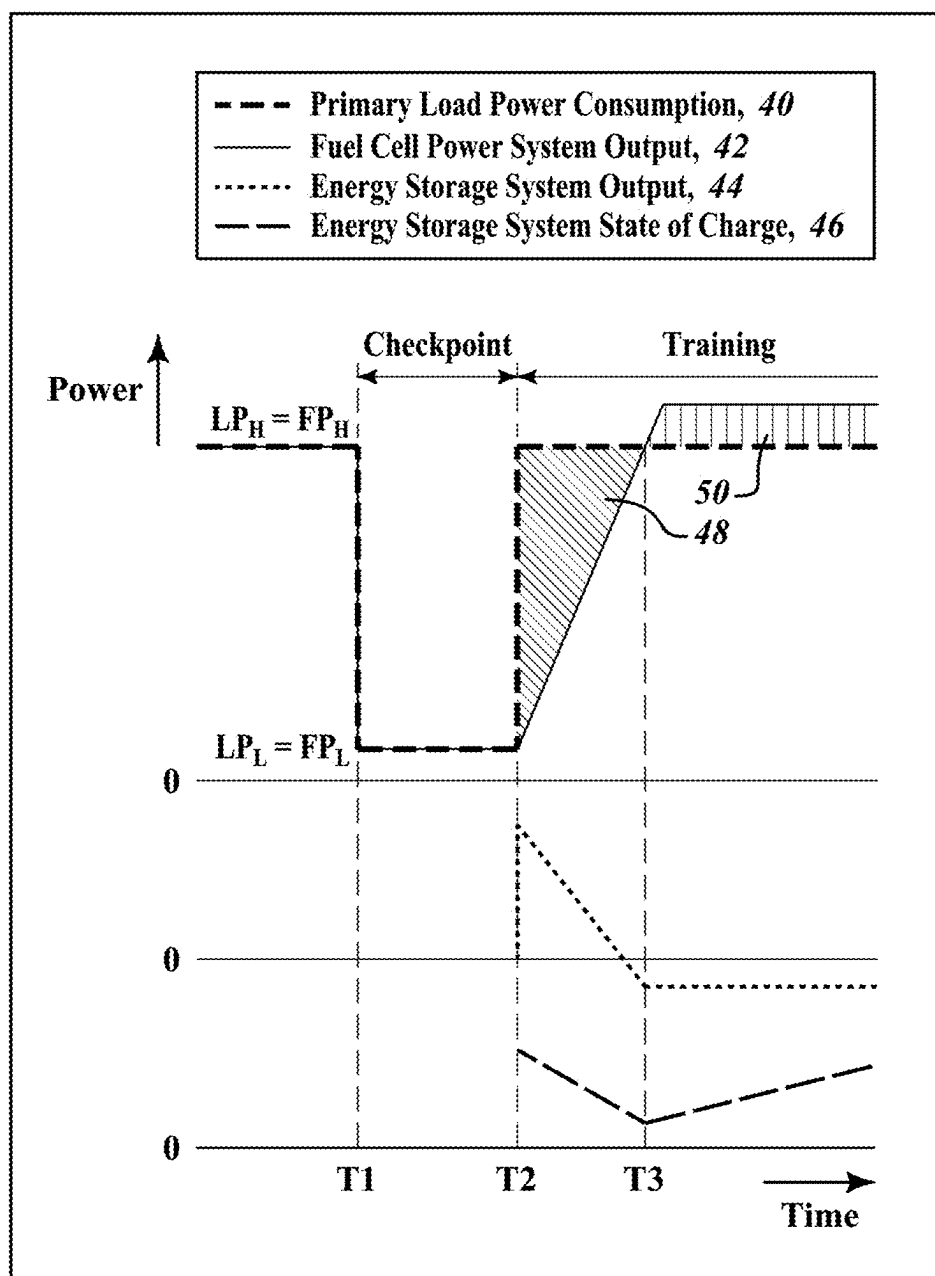 Primary Load Power Consumption, 40
Fuel Cell Power System Output, 42
Energy Storage System Output, 44
Energy Storage System State of Charge, 46
Checkpoint
Training
Power
LPH = FPH
50
48
LPL = FPL
0
0
0
T1
T2
T3
Time